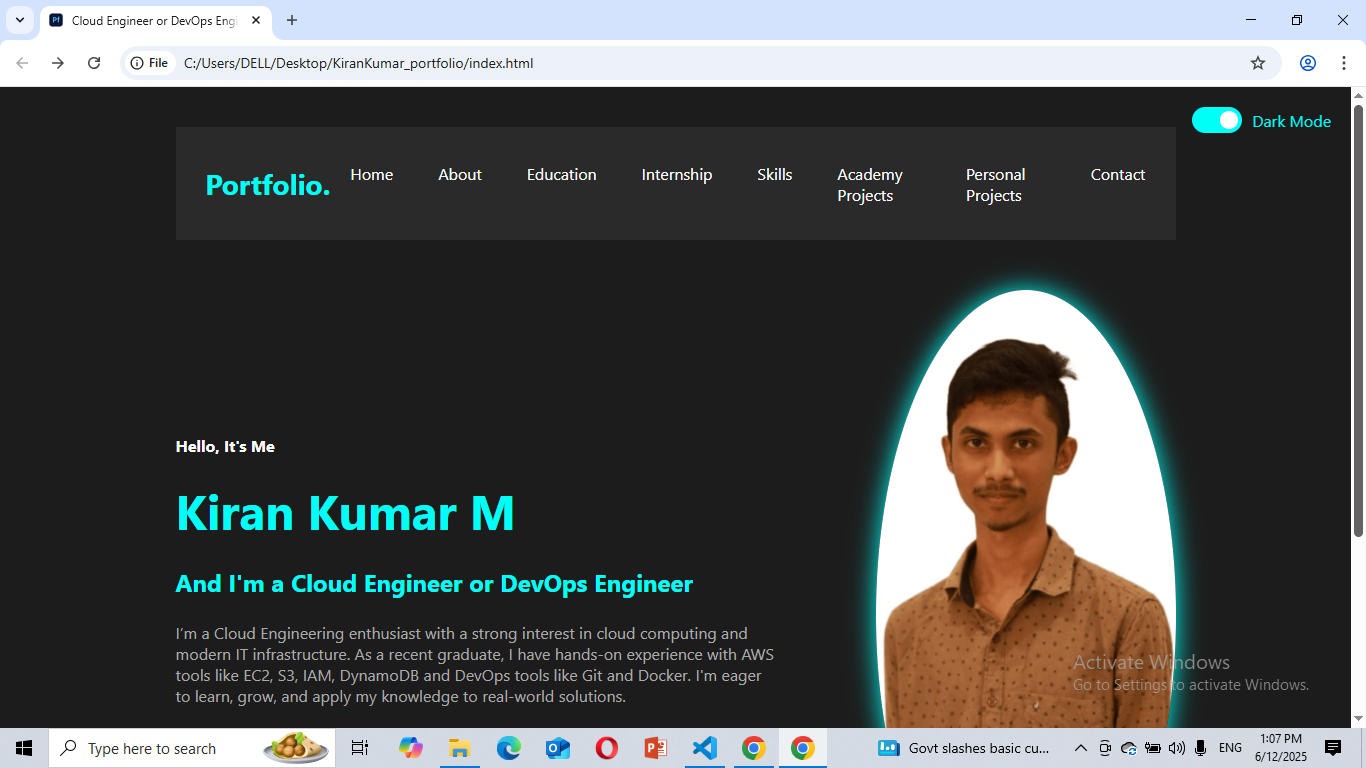 Cloud Engineer or DevOps Engi
File C:/Users/DELL/Desktop/KiranKumar_portfolio/index.html
Dark Mode
Portfolio. Home About Education Internship Skills Academy Projects Personal Projects Contact
Hello, It's Me
Kiran Kumar M
And I'm a Cloud Engineer or DevOps Engineer
I'm a Cloud Engineering enthusiast with a strong interest in cloud computing and
modern IT infrastructure. As a recent graduate, I have hands-on experience with AWS
tools like EC2, S3, IAM, DynamoDB and DevOps tools like Git and Docker. I'm eager
to learn, grow, and apply my knowledge to real-world solutions.
Activate Windows
Go to Settings to activate Windows.
Type here to search
Govt slashes basic cu...
ENG
1:07 PM
6/12/2025